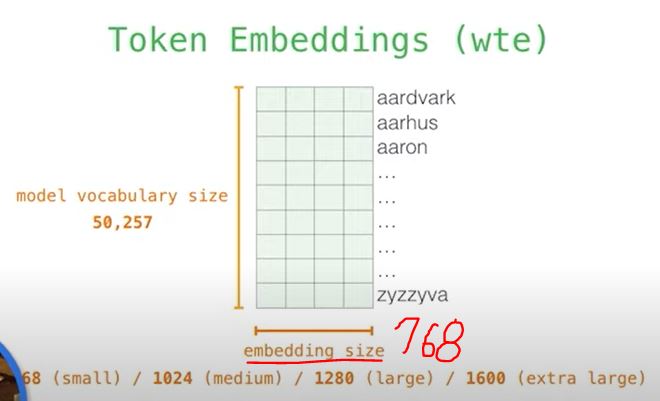 Token Embeddings (wte)
aardvark
aarhus
aaron
...
...
model vocabulary size
50,257
...
...
...
zyzzyva
embedding size 768
68 (small) / 1024 (medium) / 1280 (large) / 1600 (extra large)